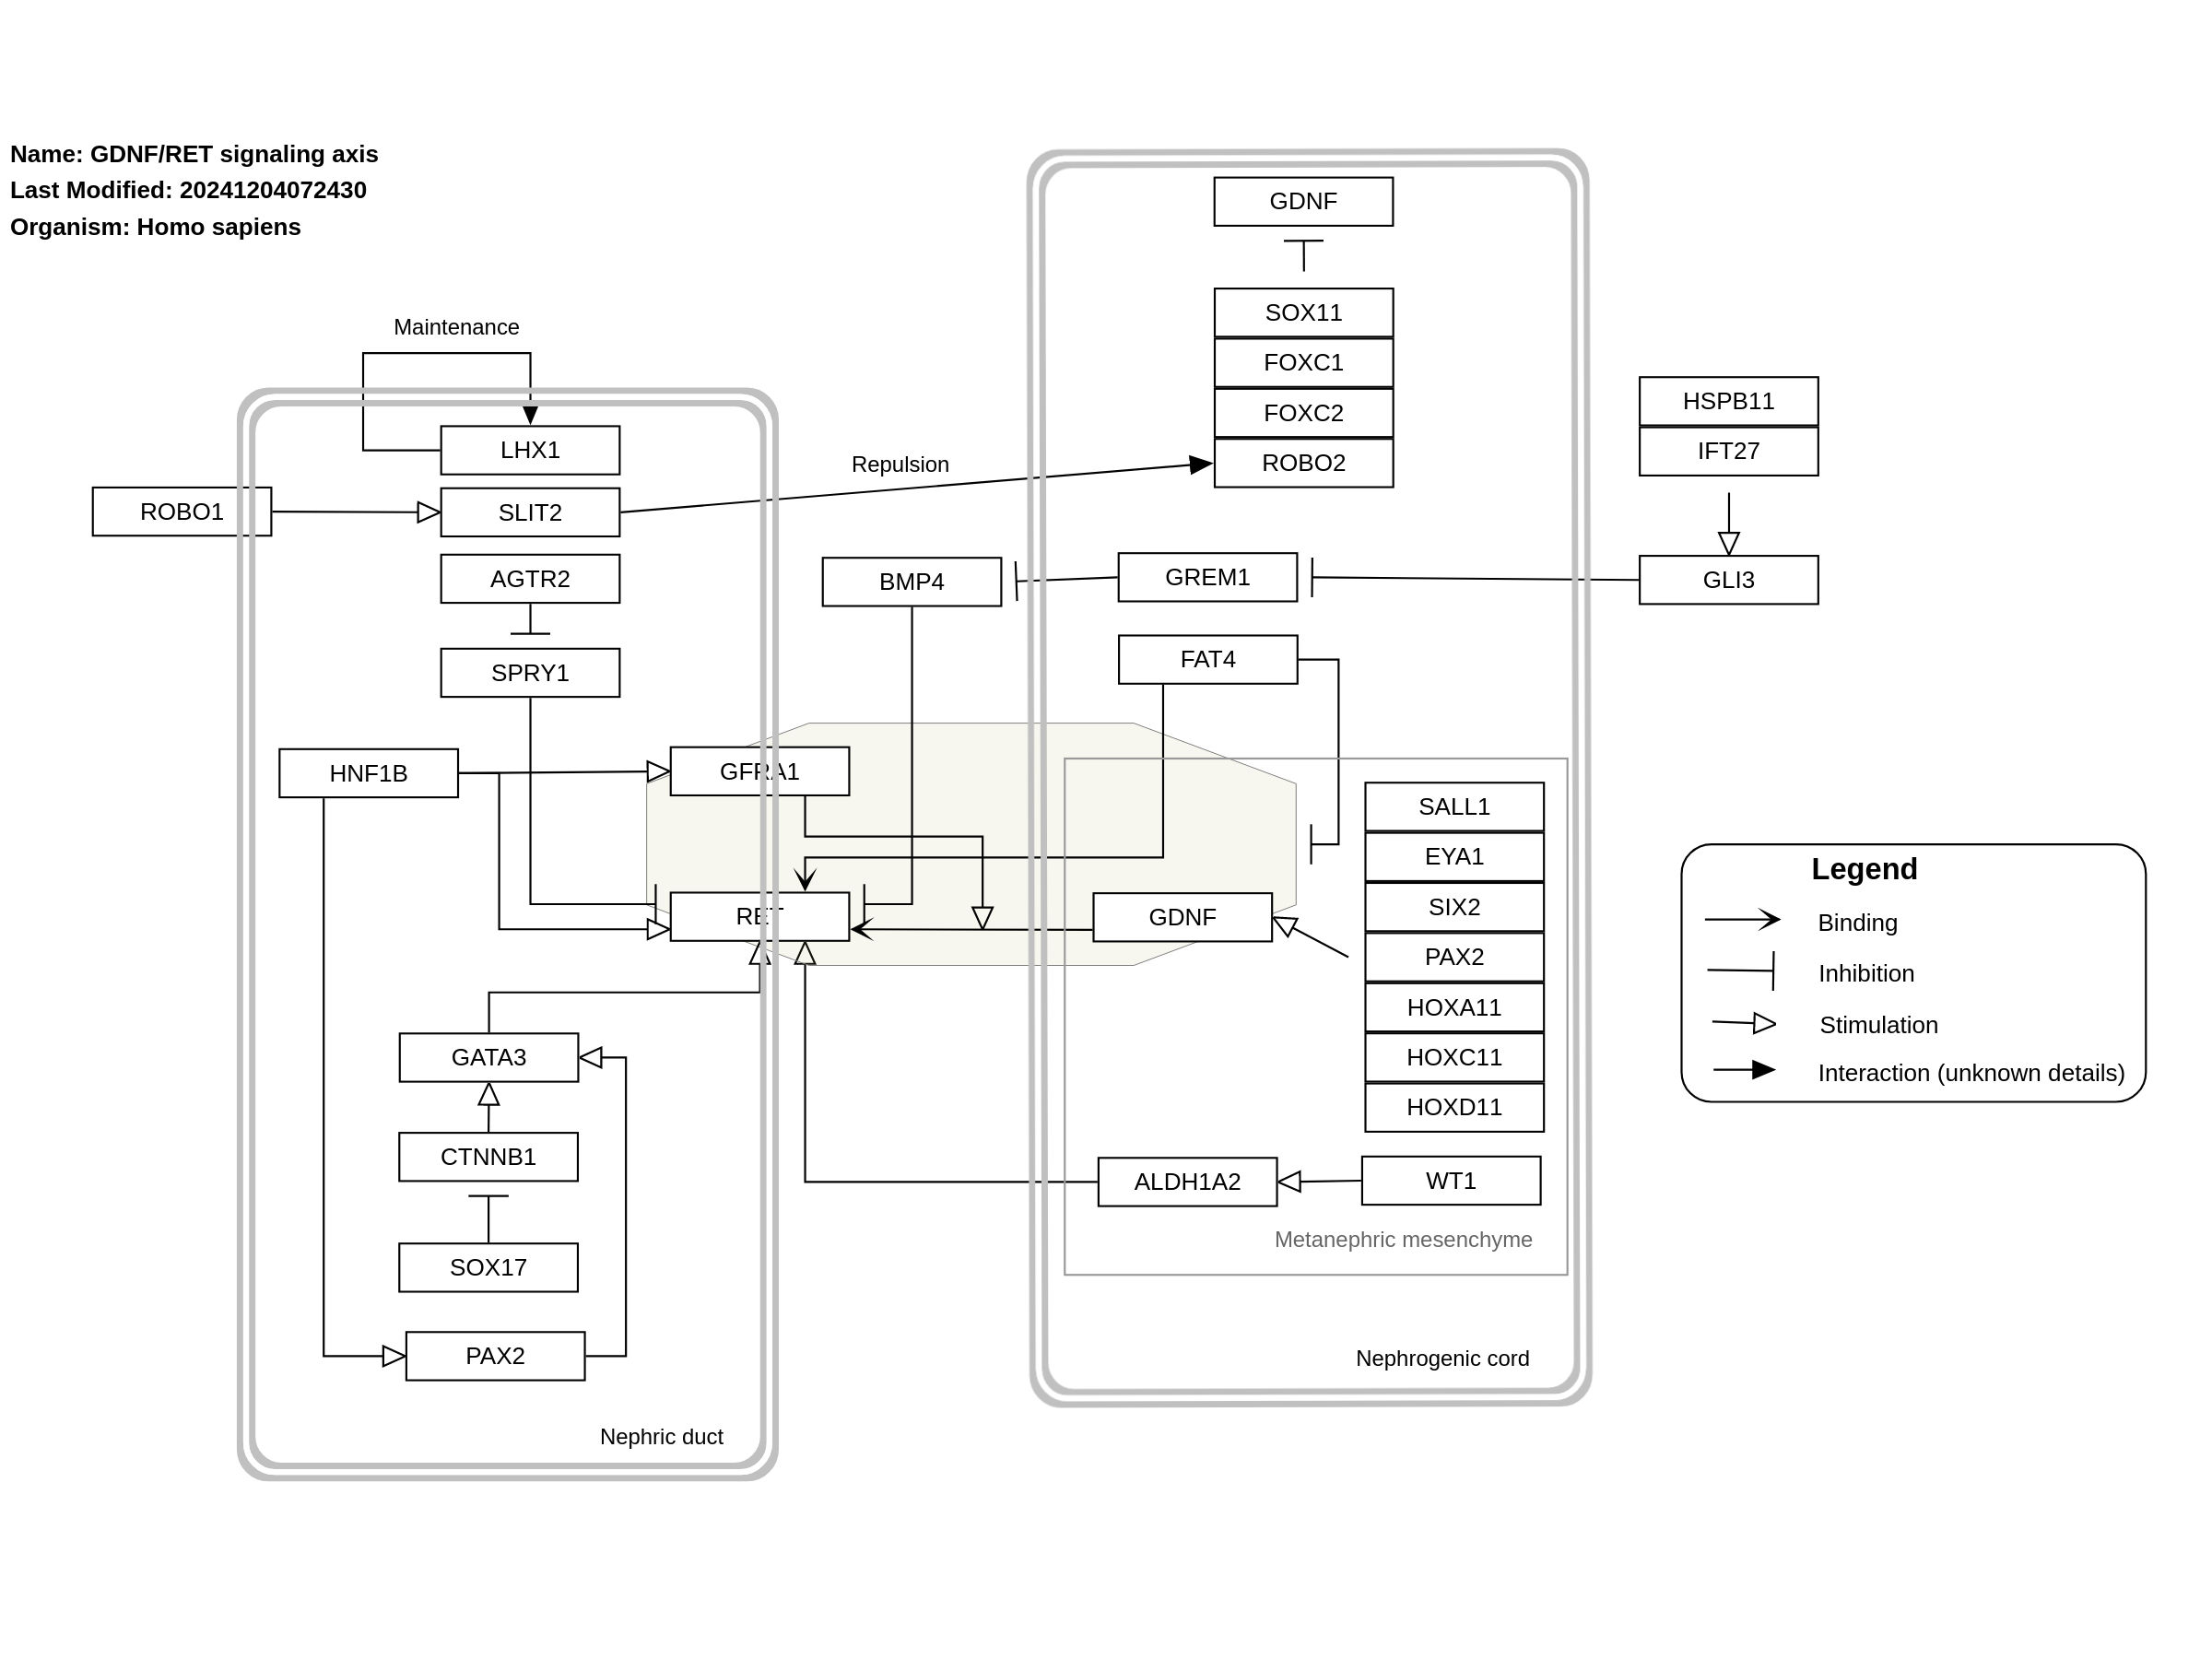 Name: GDNF/RET signaling axis
Last Modified: 20241204072430
Organism: Homo sapiens
Maintenance
LHX1
ROBO1
SLIT2
AGTR2
SPRY1
HNF1B
GFRA1
RET
GATA3
CTNNB1
SOX17
PAX2
Nephric duct
Repulsion
BMP4
GDNF
SOX11
FOXC1
FOXC2
ROBO2
GREM1
FAT4
GDNF
SALL1
EYA1
SIX2
PAX2
HOXA11
HOXC11
HOXD11
ALDH1A2
WT1
Metanephric mesenchyme
Nephrogenic cord
HSPB11
IFT27
GLI3
Legend
Binding
Inhibition
Stimulation
Interaction (unknown details)